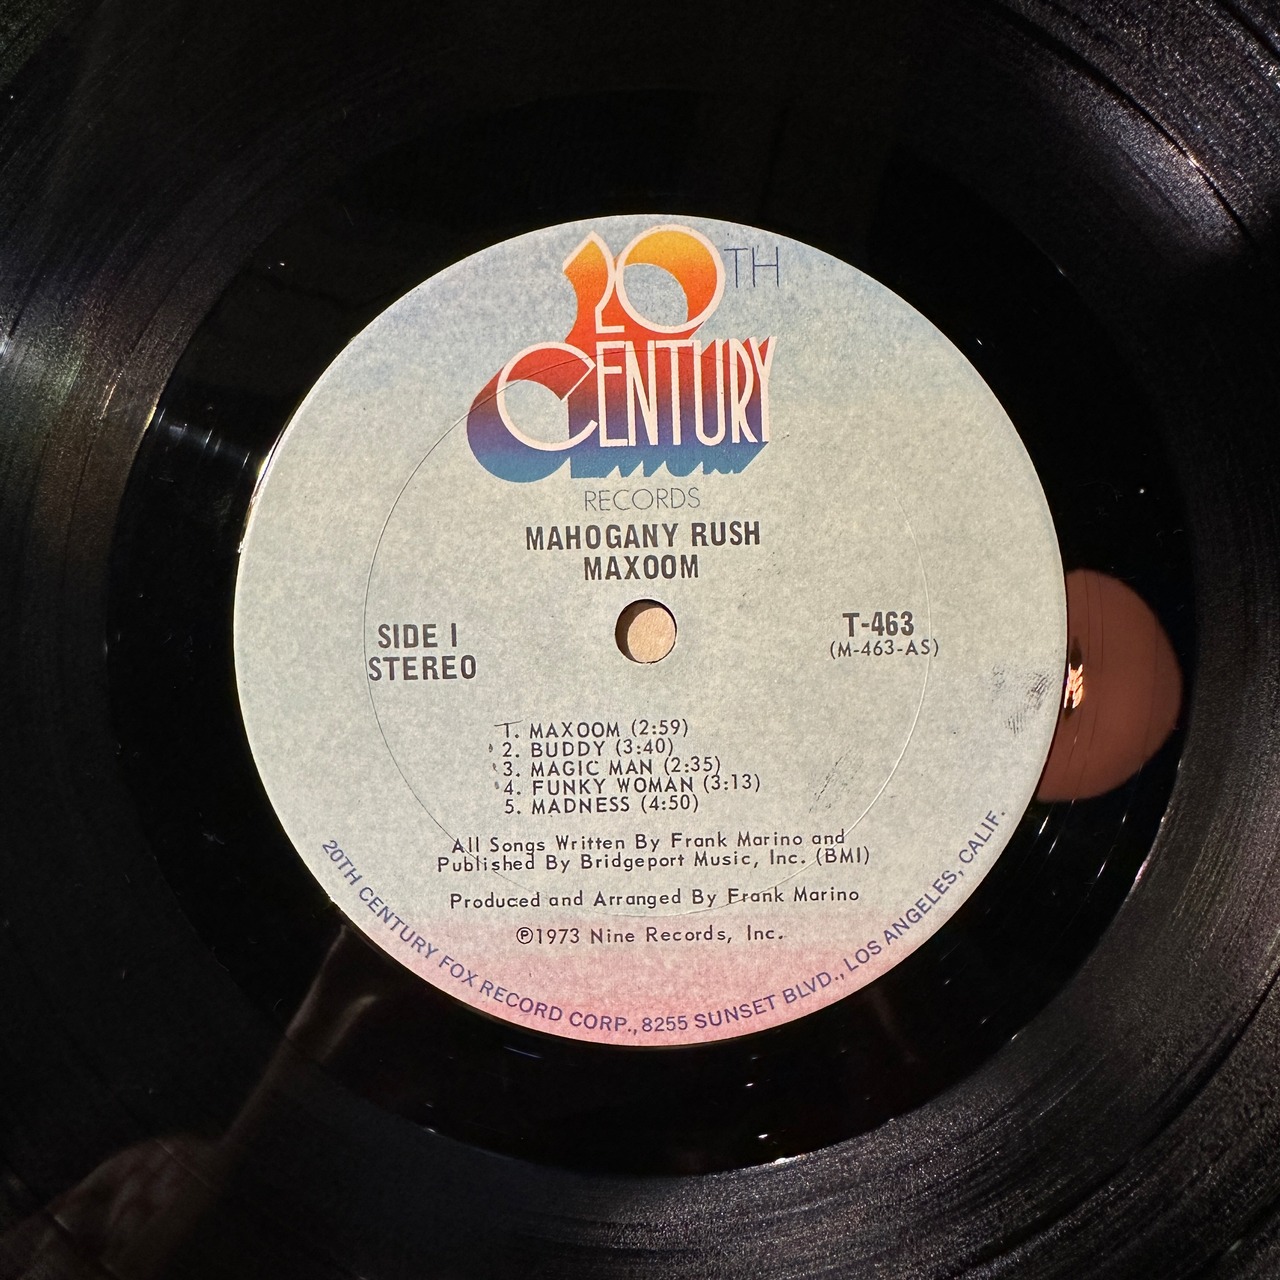 20TH
CENTURY
RECORDS
MAHOGANY RUSH
MAXOOM
SIDE 1
STEREO
T-463
(M-463-AS)
1. MAXOOM (2:59)
2. BUDDY (3:40)
3. MAGIC MAN (2:35)
4. FUNKY WOMAN (3:13)
5. MADNESS (4:50)
All Songs Written By Frank Marino and
Published By Bridgeport Music, Inc. (BMI)
Produced and Arranged By Frank Marino
℗1973 Nine Records, Inc.
20TH CENTURY FOX RECORD CORP., 8255 SUNSET BLVD., LOS ANGELES, CALIF.